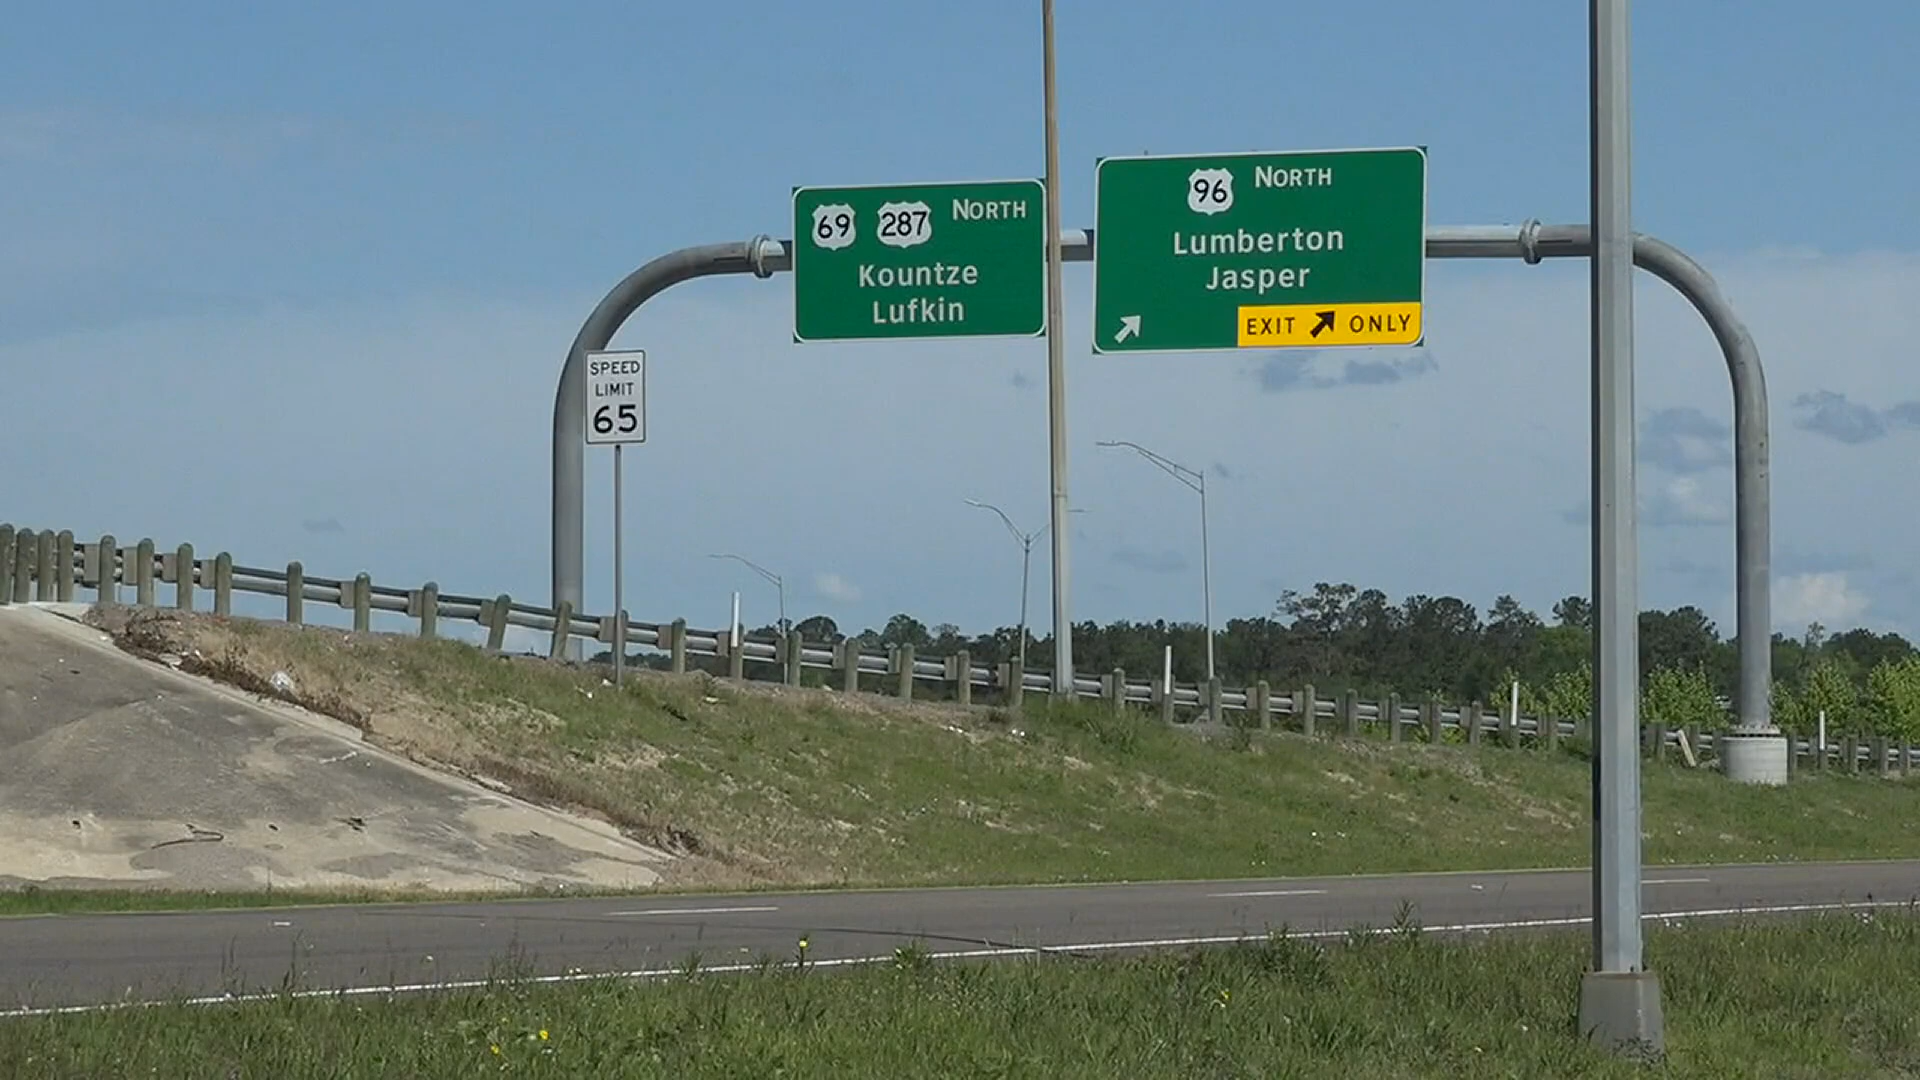 69 287 NORTH
Kountze
Lufkin
96 NORTH
Lumberton
Jasper
EXIT ONLY
SPEED
LIMIT
65